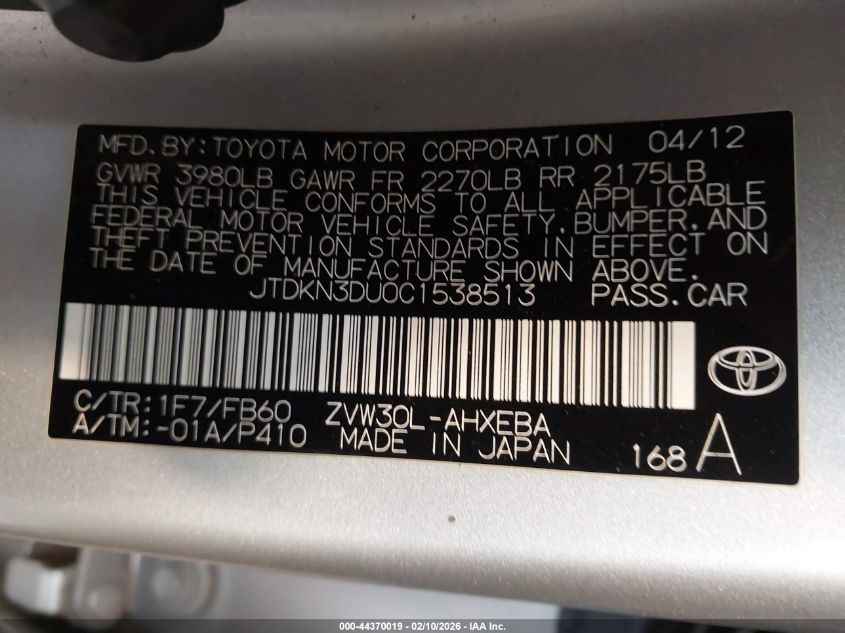 MFD.BY:TOYOTA MOTOR CORPORATION 04/12
GVWR 3980LB GAWR FR 2270LB RR 2175LB
THIS VEHICLE CONFORMS TO ALL APPLICABLE
FEDERAL MOTOR VEHICLE SAFETY,BUMPER,AND
THEFT PREVENTION STANDARDS IN EFFECT ON
THE DATE OF MANUFACTURE SHOWN ABOVE.
JTDKN3DU0C1538513 PASS.CAR
C/TR:1F7/FB60 ZVW30L-AHXEBA
A/TM:-01A/P410 MADE IN JAPAN 168 A
000-44370019 - 02/10/2026 - IAA Inc.